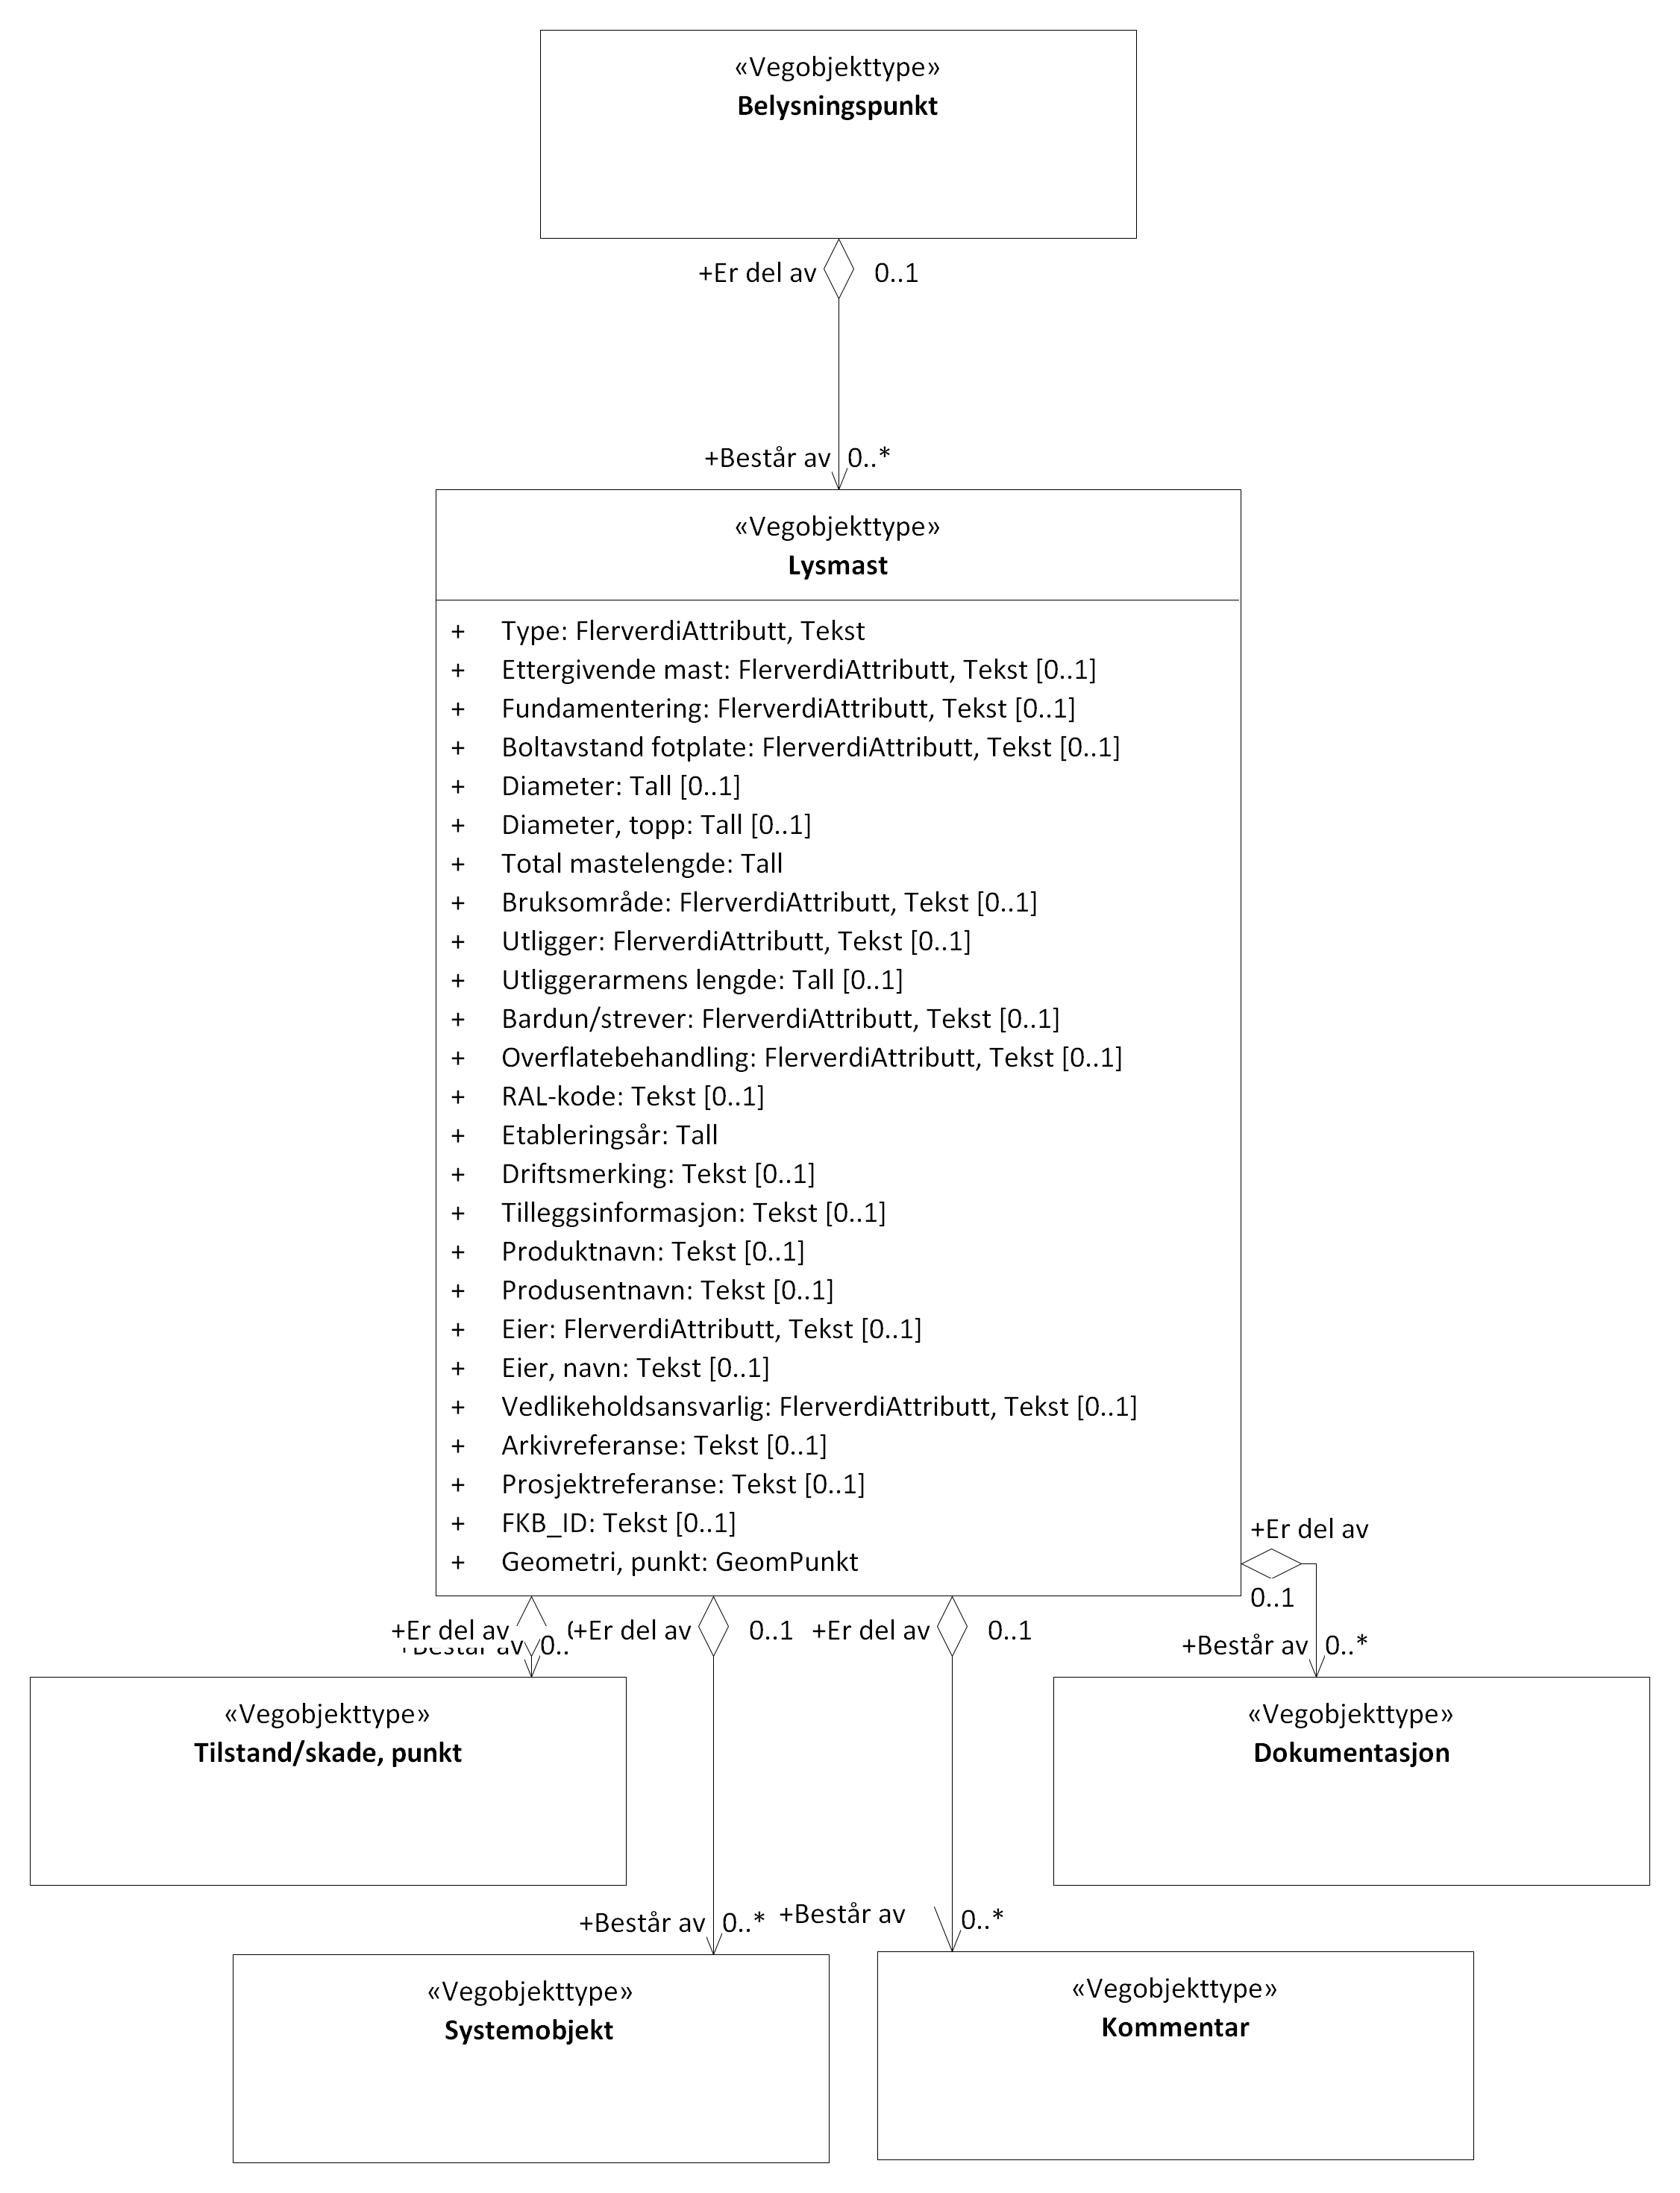 «Vegobjekttype»
Belysningspunkt
+Er del av 0..1
+Består av 0..*
«Vegobjekttype»
Lysmast
+ Type: FlerverdiAttributt, Tekst
+ Ettergivende mast: FlerverdiAttributt, Tekst [0..1]
+ Fundamentering: FlerverdiAttributt, Tekst [0..1]
+ Boltavstand fotplate: FlerverdiAttributt, Tekst [0..1]
+ Diameter: Tall [0..1]
+ Diameter, topp: Tall [0..1]
+ Total mastelengde: Tall
+ Bruksområde: FlerverdiAttributt, Tekst [0..1]
+ Utligger: FlerverdiAttributt, Tekst [0..1]
+ Utliggerarmens lengde: Tall [0..1]
+ Bardun/strever: FlerverdiAttributt, Tekst [0..1]
+ Overflatebehandling: FlerverdiAttributt, Tekst [0..1]
+ RAL-kode: Tekst [0..1]
+ Etableringsår: Tall
+ Driftsmerking: Tekst [0..1]
+ Tilleggsinformasjon: Tekst [0..1]
+ Produktnavn: Tekst [0..1]
+ Produsentnavn: Tekst [0..1]
+ Eier: FlerverdiAttributt, Tekst [0..1]
+ Eier, navn: Tekst [0..1]
+ Vedlikeholdsansvarlig: FlerverdiAttributt, Tekst [0..1]
+ Arkivreferanse: Tekst [0..1]
+ Prosjektreferanse: Tekst [0..1]
+ FKB_ID: Tekst [0..1]
+ Geometri, punkt: GeomPunkt
+Er del av
0..1
+Er del av +Er del av 0..1 +Er del av 0..1
+Består av 0.. +Består av 0..*
«Vegobjekttype»
Tilstand/skade, punkt
«Vegobjekttype»
Dokumentasjon
+Består av 0..* +Består av 0..*
«Vegobjekttype»
Systemobjekt
«Vegobjekttype»
Kommentar